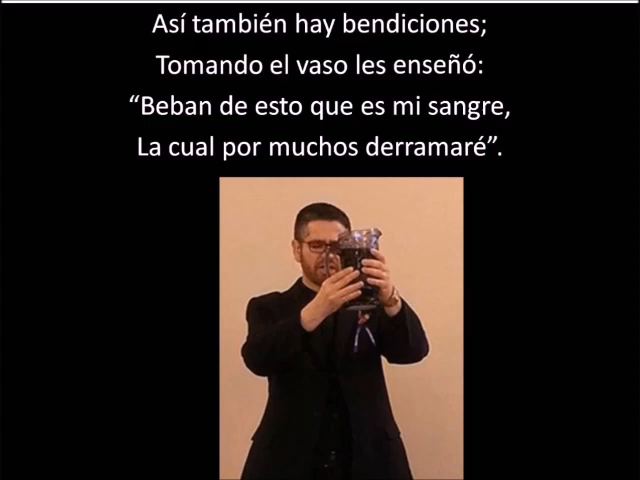 Así también hay bendiciones;
Tomando el vaso les enseñó:
“Beban de esto que es mi sangre,
La cual por muchos derramaré”.